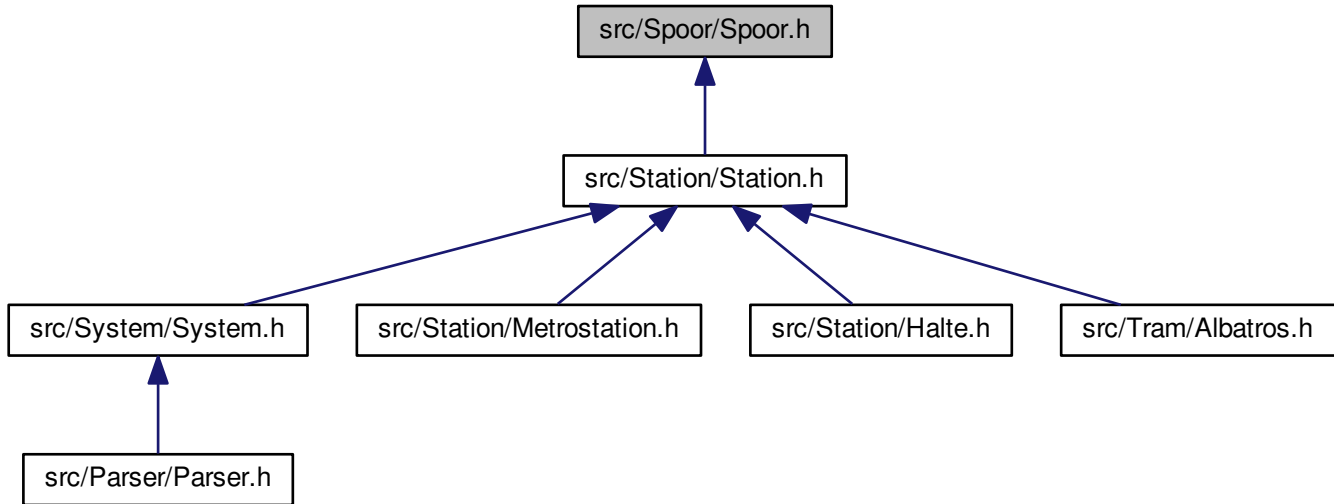 src/Spoor/Spoor.h
src/Station/Station.h
src/System/System.h
src/Station/Metrostation.h
src/Station/Halte.h
src/Tram/Albatros.h
src/Parser/Parser.h